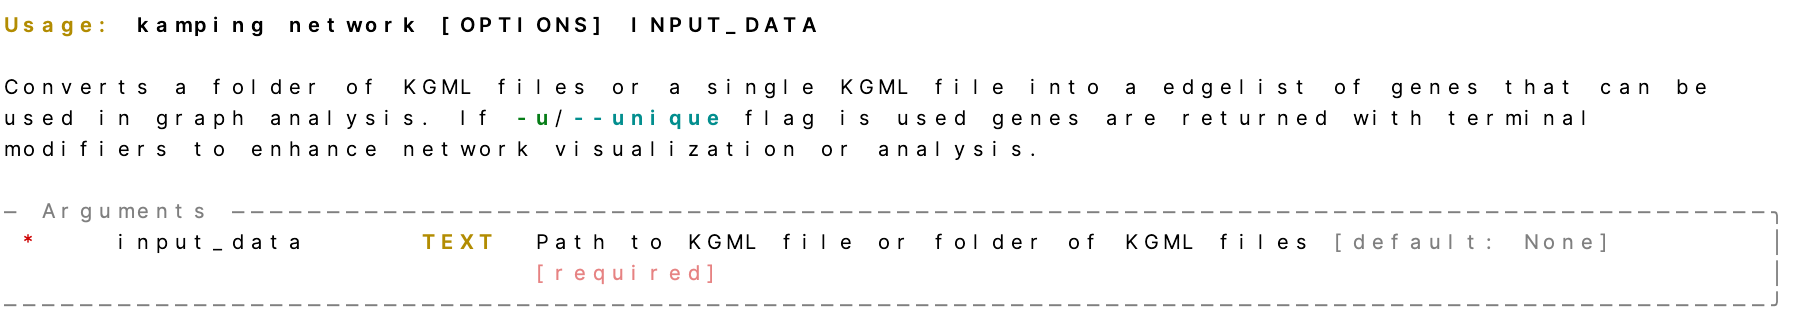 Usage: kamping network [OPTIONS] INPUT_DATA
Converts a folder of KGML files or a single KGML file into a edgelist of genes that can be
used in graph analysis. If -u/--unique flag is used genes are returned with terminal
modifiers to enhance network visualization or analysis.
Arguments
* input_data TEXT Path to KGML file or folder of KGML files [default: None]
[required]